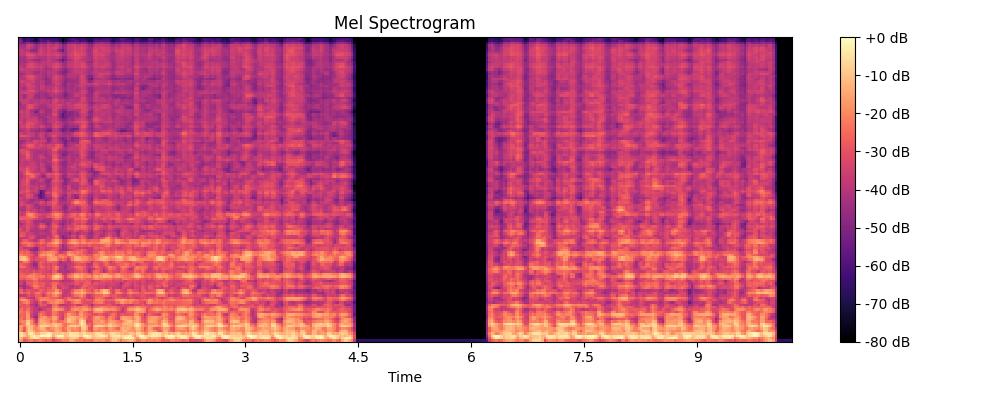 Mel Spectrogram
+0 dB
-10 dB
-20 dB
-30 dB
-40 dB
-50 dB
-60 dB
-70 dB
-80 dB
0 1.5 3 4.5 6 7.5 9
Time